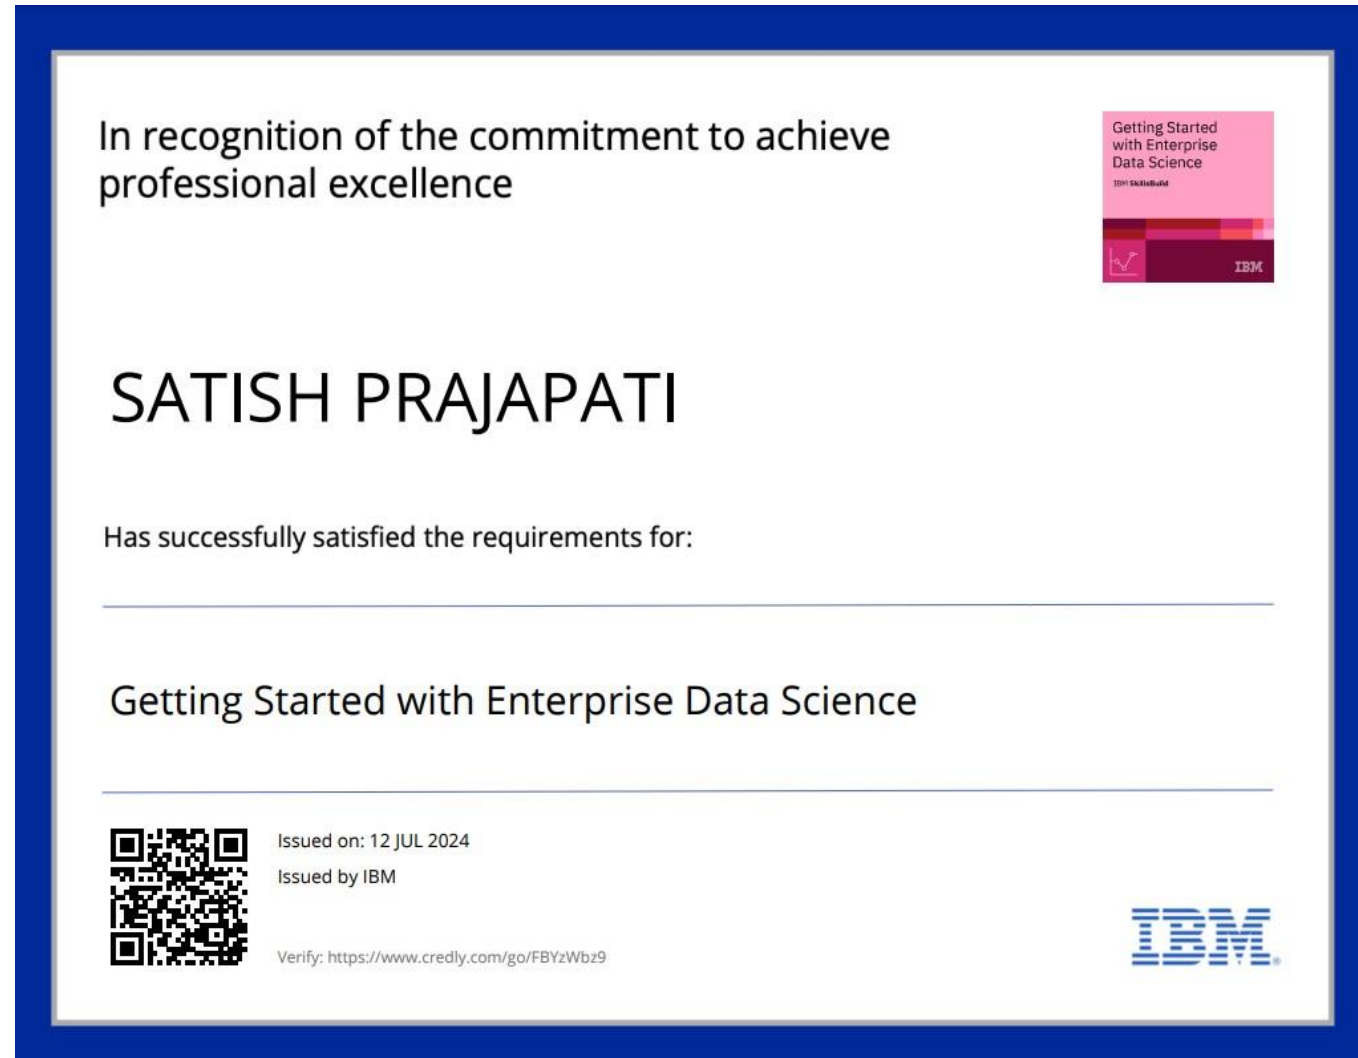 In recognition of the commitment to achieve
professional excellence
Getting Started
with Enterprise
Data Science
IBM SkillsBuild
IBM
SATISH PRAJAPATI
Has successfully satisfied the requirements for:
Getting Started with Enterprise Data Science
Issued on: 12 JUL 2024
Issued by IBM
Verify: https://www.credly.com/go/FBYzWbz9
IBM®